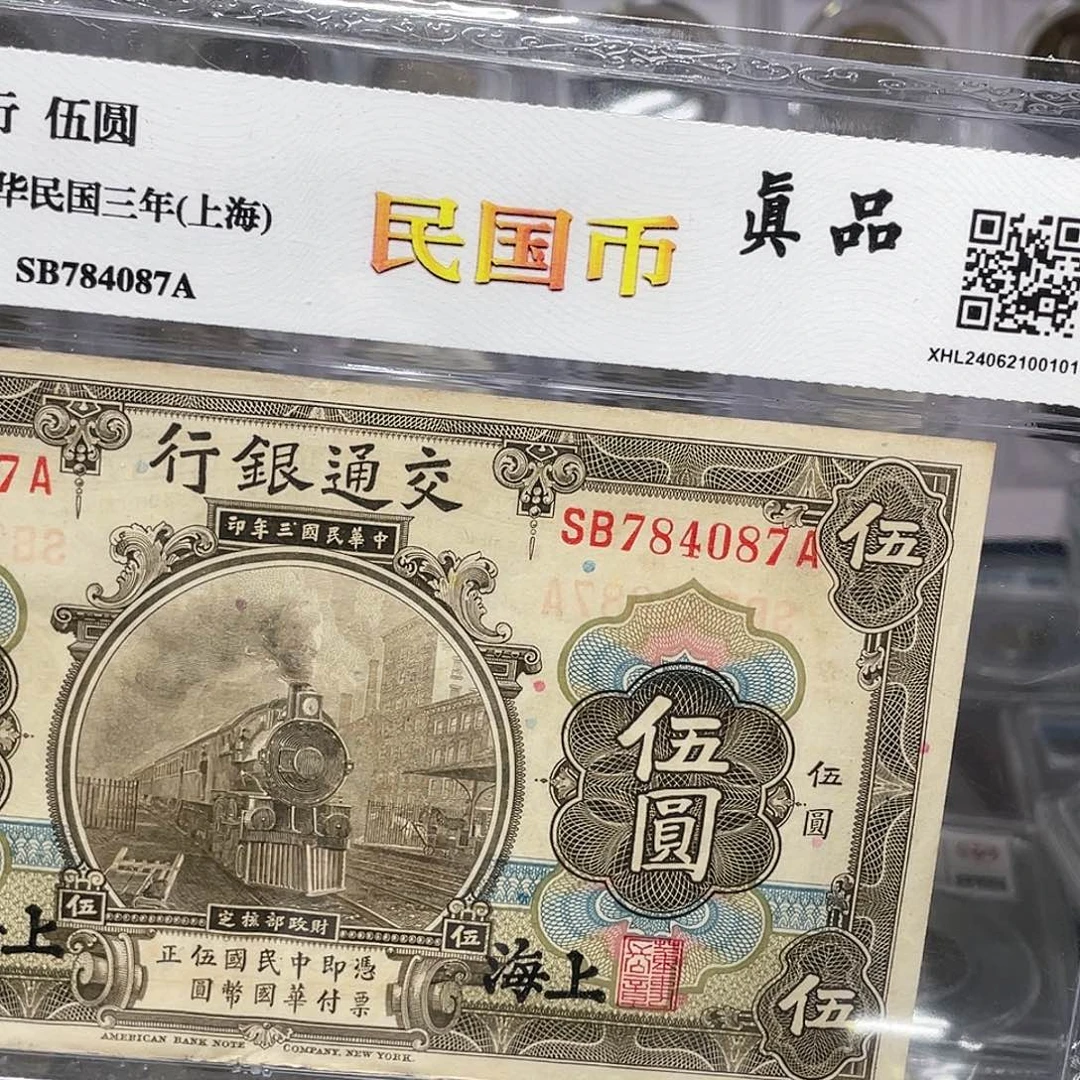 行 伍圆
华民国三年(上海)
SB784087A
民国币
真品
XHL24062100101
7A
行銀通交
印年三國民華中
SB784087A
伍
伍圓
伍圓
伍
定核部政財
伍
正伍國民中即憑
圓幣國華付票
上
海上
伍
AMERICAN BANK NOTE COMPANY, NEW YORK.